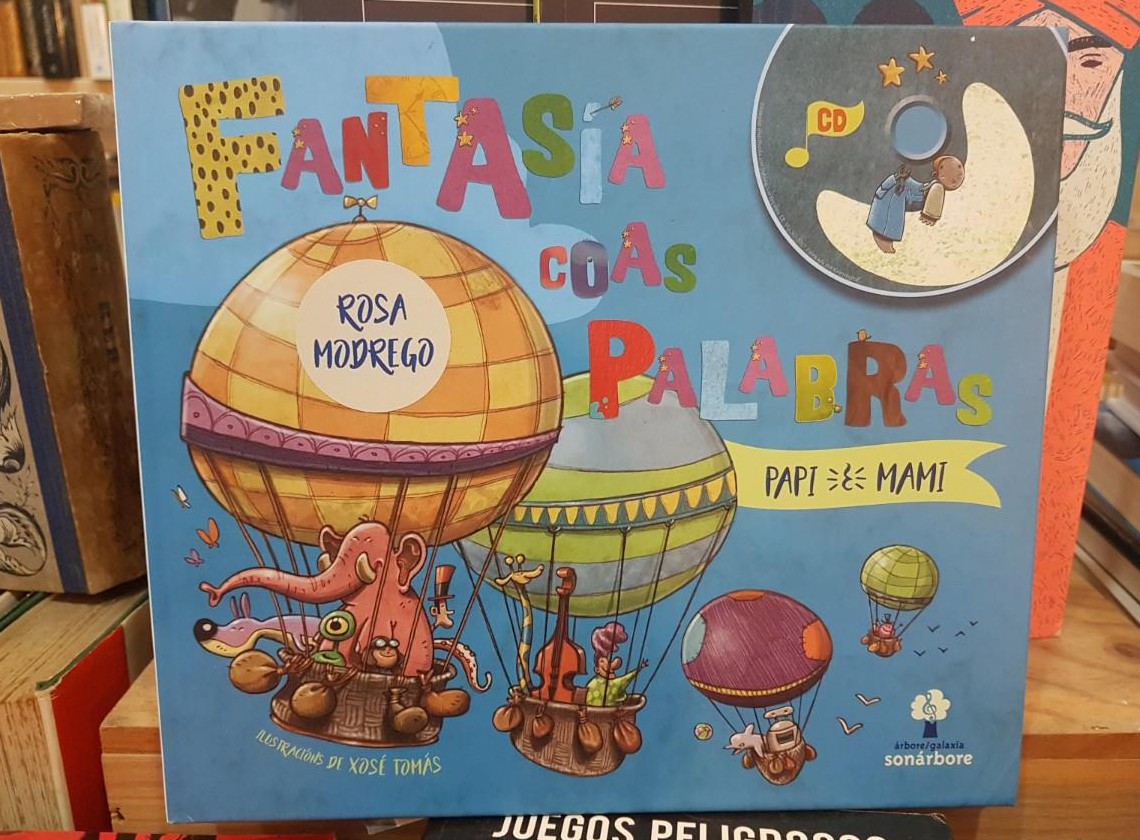 FANTASÍA
COAS
PALABRAS
CD
ROSA
MODREGO
PAPI & MAMI
ILUSTRACIÓNS DE XOSÉ TOMÁS
árbore/galaxia
sonárbore
JUEGOS PELIGROSOS